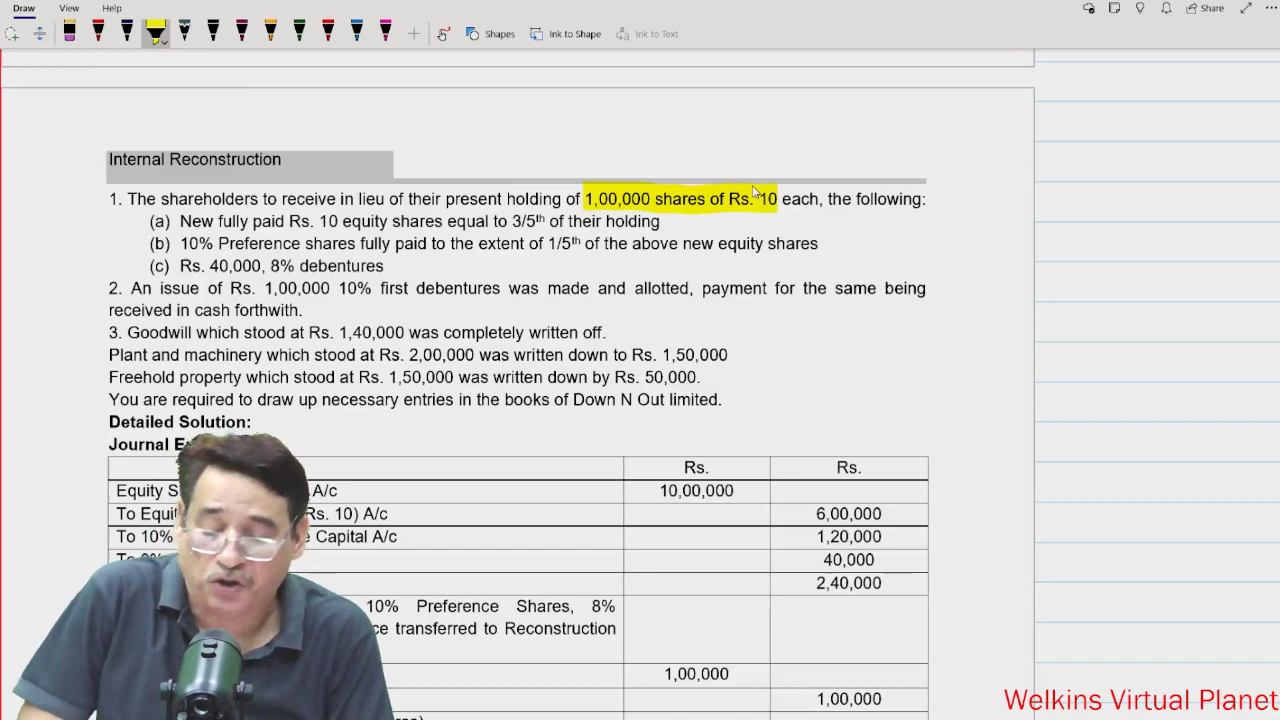 Draw View Help
Share
Shapes Ink to Shape Ink to Text
Internal Reconstruction
1. The shareholders to receive in lieu of their present holding of 1,00,000 shares of Rs. 10 each, the following:
(a) New fully paid Rs. 10 equity shares equal to 3/5th of their holding
(b) 10% Preference shares fully paid to the extent of 1/5th of the above new equity shares
(c) Rs. 40,000, 8% debentures
2. An issue of Rs. 1,00,000 10% first debentures was made and allotted, payment for the same being
received in cash forthwith.
3. Goodwill which stood at Rs. 1,40,000 was completely written off.
Plant and machinery which stood at Rs. 2,00,000 was written down to Rs. 1,50,000
Freehold property which stood at Rs. 1,50,000 was written down by Rs. 50,000.
You are required to draw up necessary entries in the books of Down N Out limited.
Detailed Solution:
Journal E
Rs. Rs.
Equity S A/c 10,00,000
To Equi Rs. 10) A/c 6,00,000
To 10% Capital A/c 1,20,000
40,000
2,40,000
10% Preference Shares, 8%
ce transferred to Reconstruction
1,00,000
1,00,000
Welkins Virtual Planet